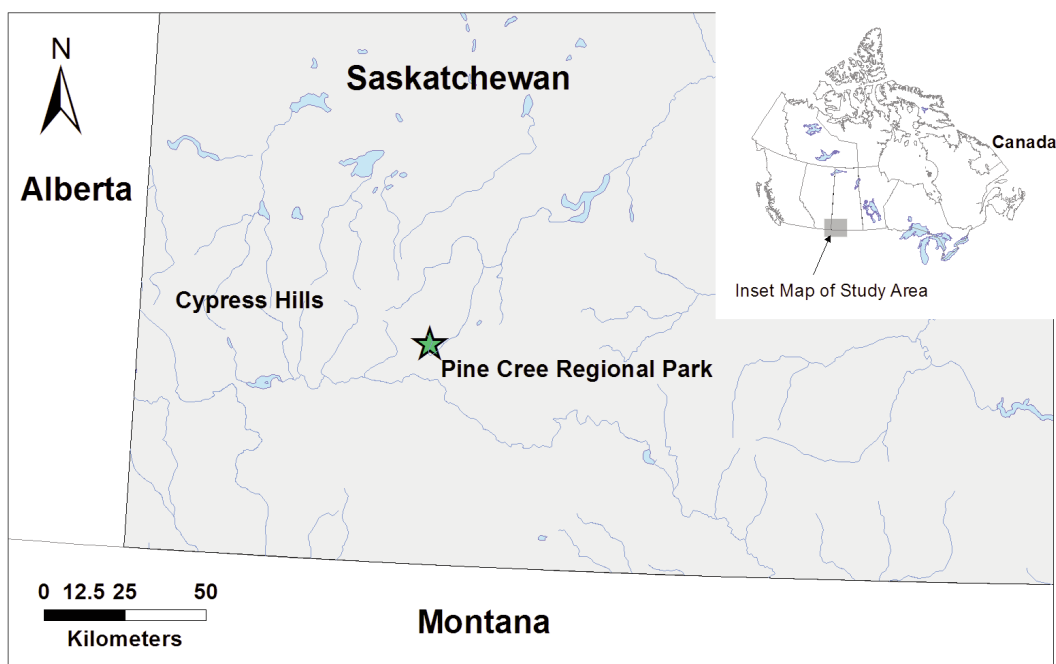 N
Saskatchewan
Canada
Alberta
Inset Map of Study Area
Cypress Hills
Pine Cree Regional Park
0 12.5 25 50
Kilometers
Montana